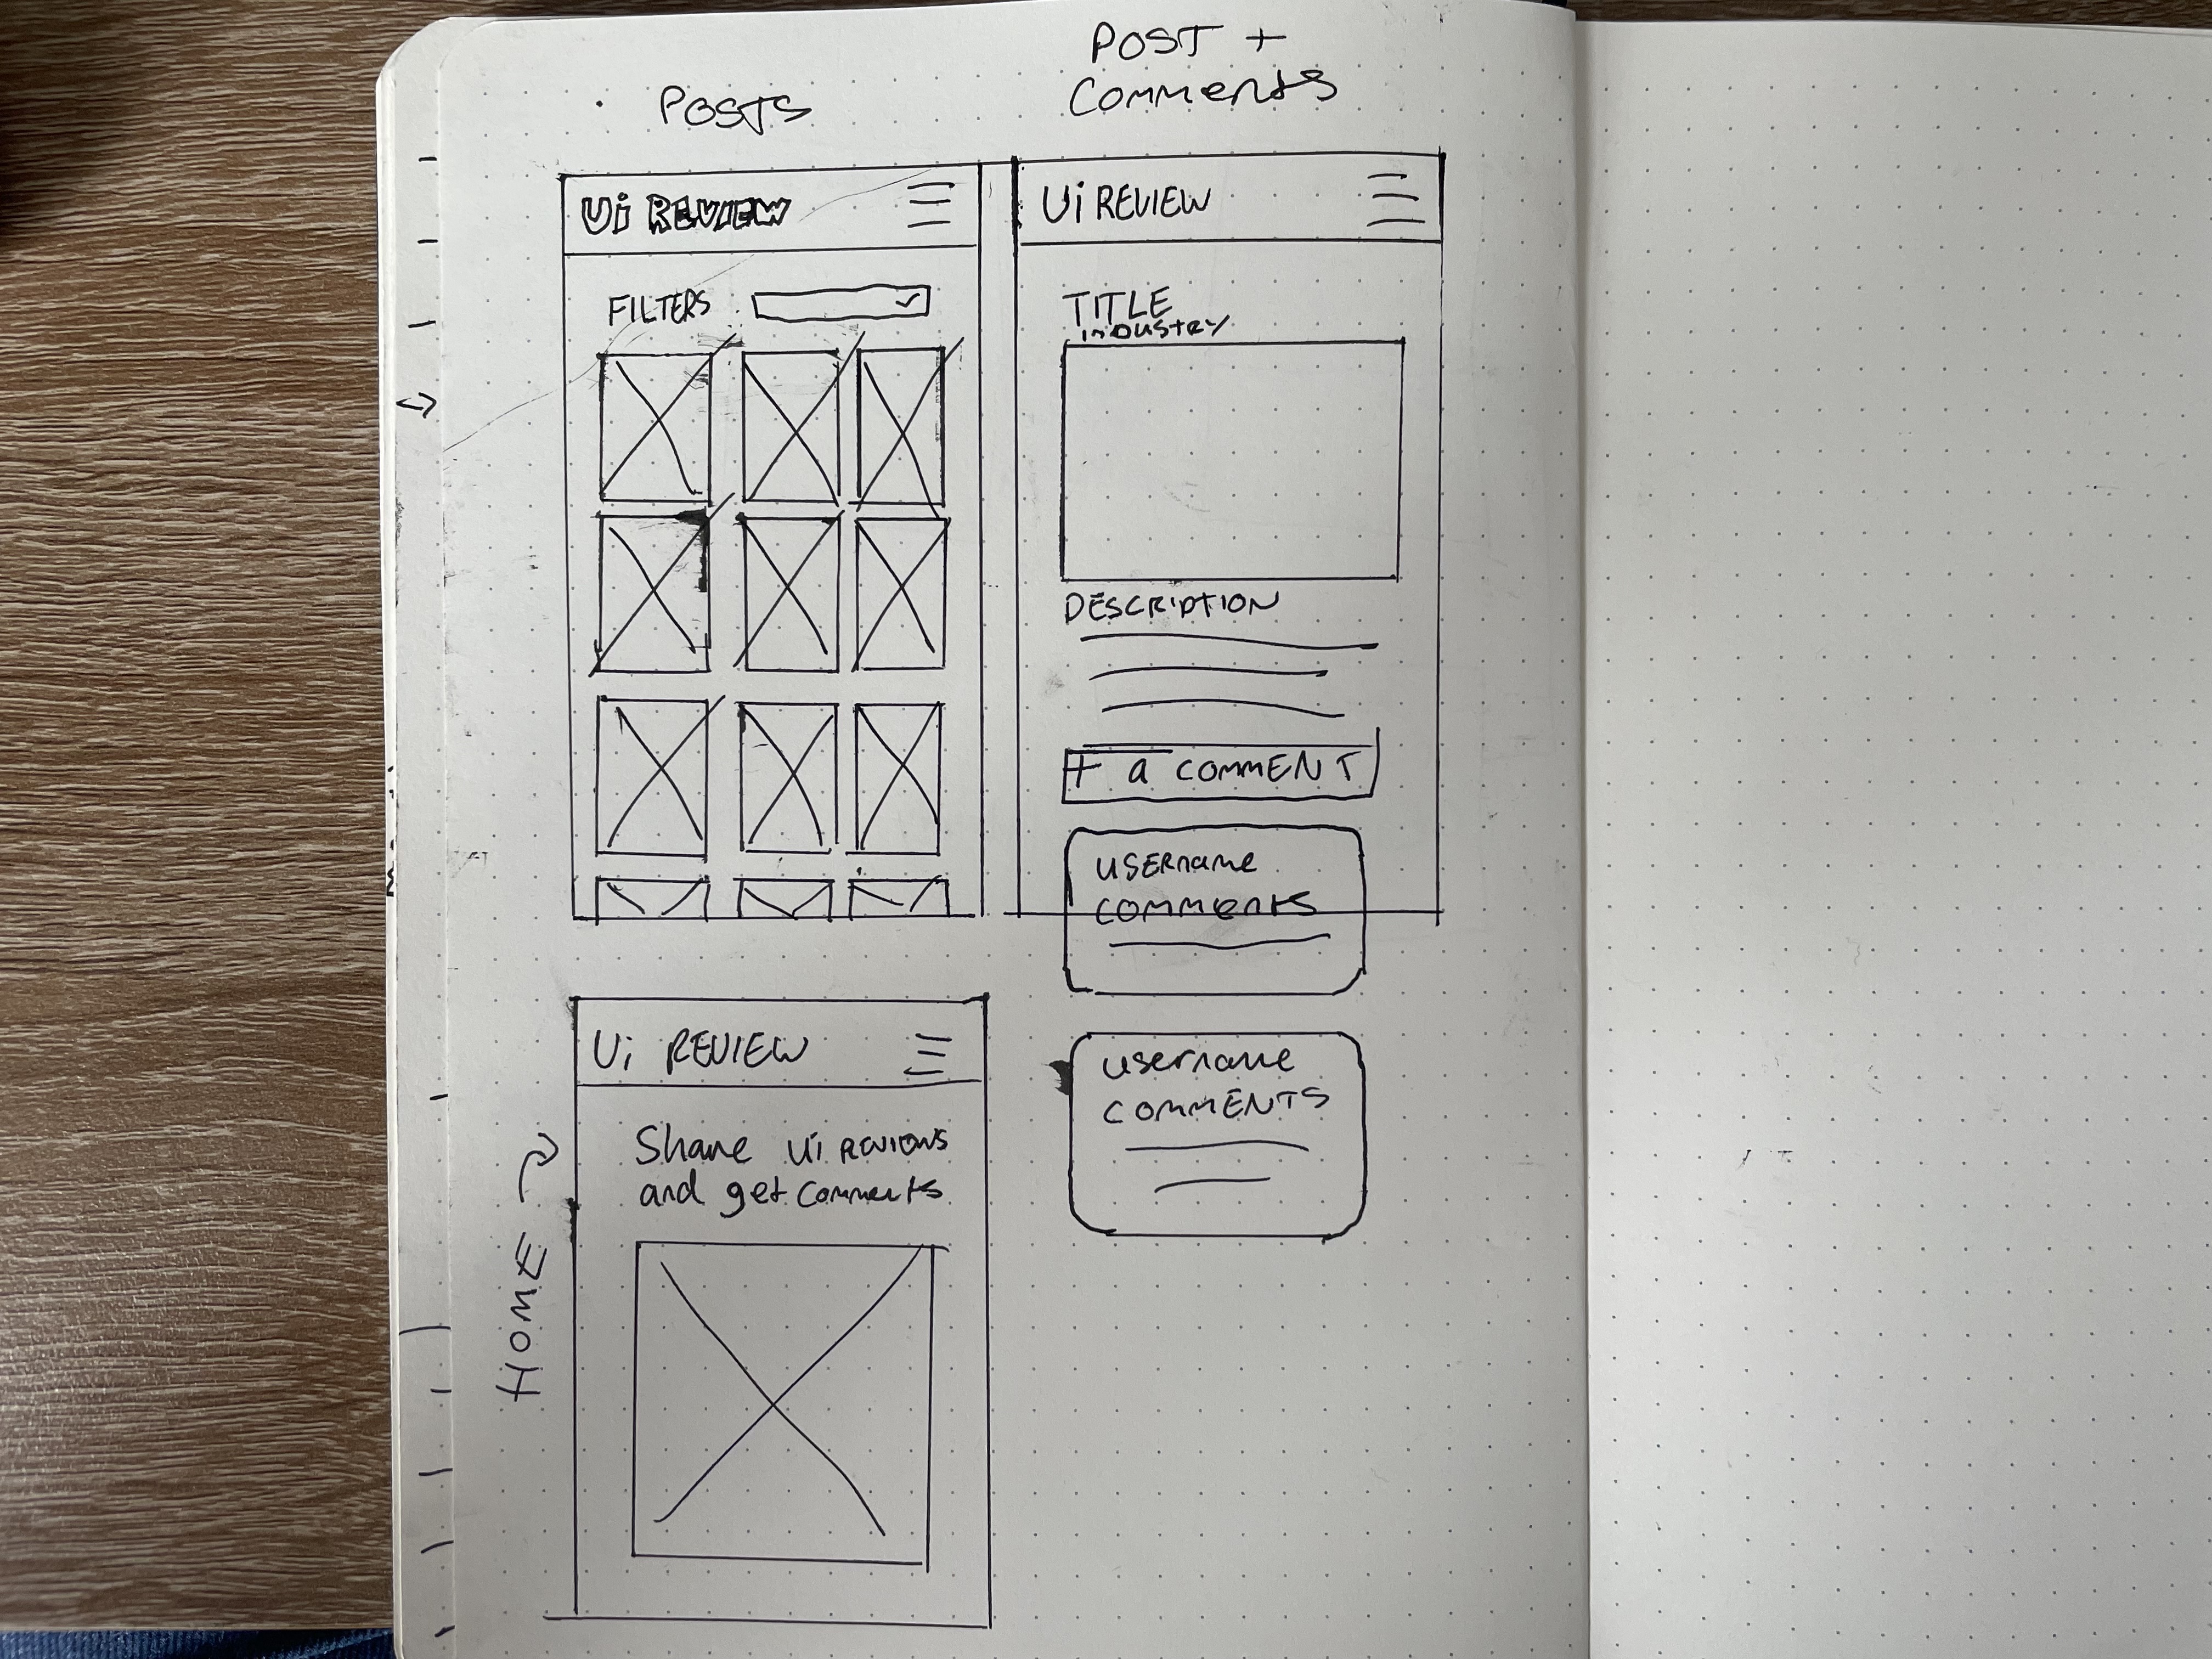 POSTS
Ui REVIEW
FILTERS
POST +
Comments
Ui REVIEW
TITLE
inDUStRY
DESCRIPTION
+ a COMMENT
USERname
comments
username
COMMENTS
HOME
Ui REVIEW
Share Ui REVIEWS
and get Comments